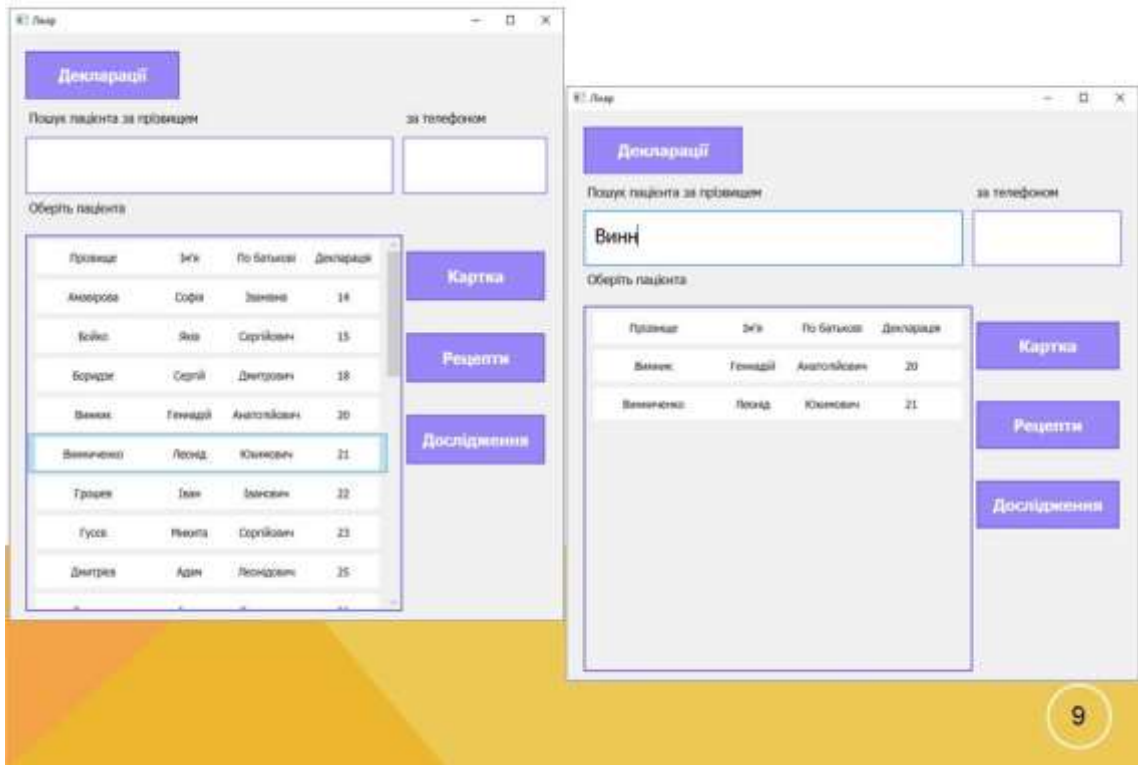 Лікар
Декларації
Пошук пацієнта за прізвищем за телефоном
Оберіть пацієнта
Прізвище Ім'я По батькові Декларація
Софія Іванівна 14
Бойко Яків Сергійович 15
Боридзе Сергій Дмитрович 18
Винник Геннадій Анатолійович 20
Винниченко Леонід Юхимович 21
Грошев Іван Іванович 22
Гусєв Микита Сергійович 23
Дмитрієв Адам Леонідович 25
Картка
Рецепти
Дослідження
Лікар
Декларації
Пошук пацієнта за прізвищем за телефоном
Винн
Оберіть пацієнта
Прізвище Ім'я По батькові Декларація
Винник Геннадій Анатолійович 20
Винниченко Леонід Юхимович 21
Картка
Рецепти
Дослідження
9